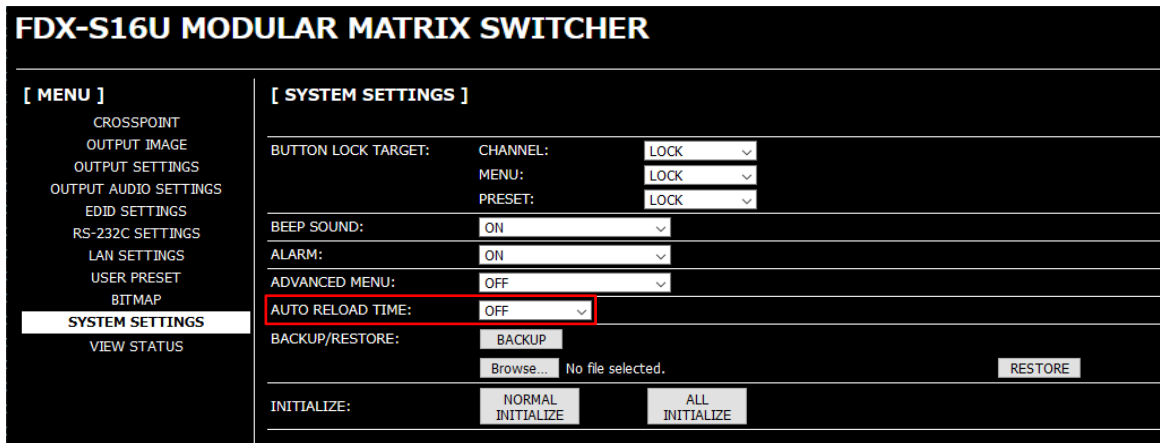 FDX-S16U MODULAR MATRIX SWITCHER
[ MENU ]
CROSSPOINT
OUTPUT IMAGE
OUTPUT SETTINGS
OUTPUT AUDIO SETTINGS
EDID SETTINGS
RS-232C SETTINGS
LAN SETTINGS
USER PRESET
BITMAP
SYSTEM SETTINGS
VIEW STATUS
[ SYSTEM SETTINGS ]
BUTTON LOCK TARGET: CHANNEL: LOCK
MENU: LOCK
PRESET: LOCK
BEEP SOUND: ON
ALARM: ON
ADVANCED MENU: OFF
AUTO RELOAD TIME: OFF
BACKUP/RESTORE: BACKUP
Browse... No file selected. RESTORE
INITIALIZE: NORMAL INITIALIZE ALL INITIALIZE